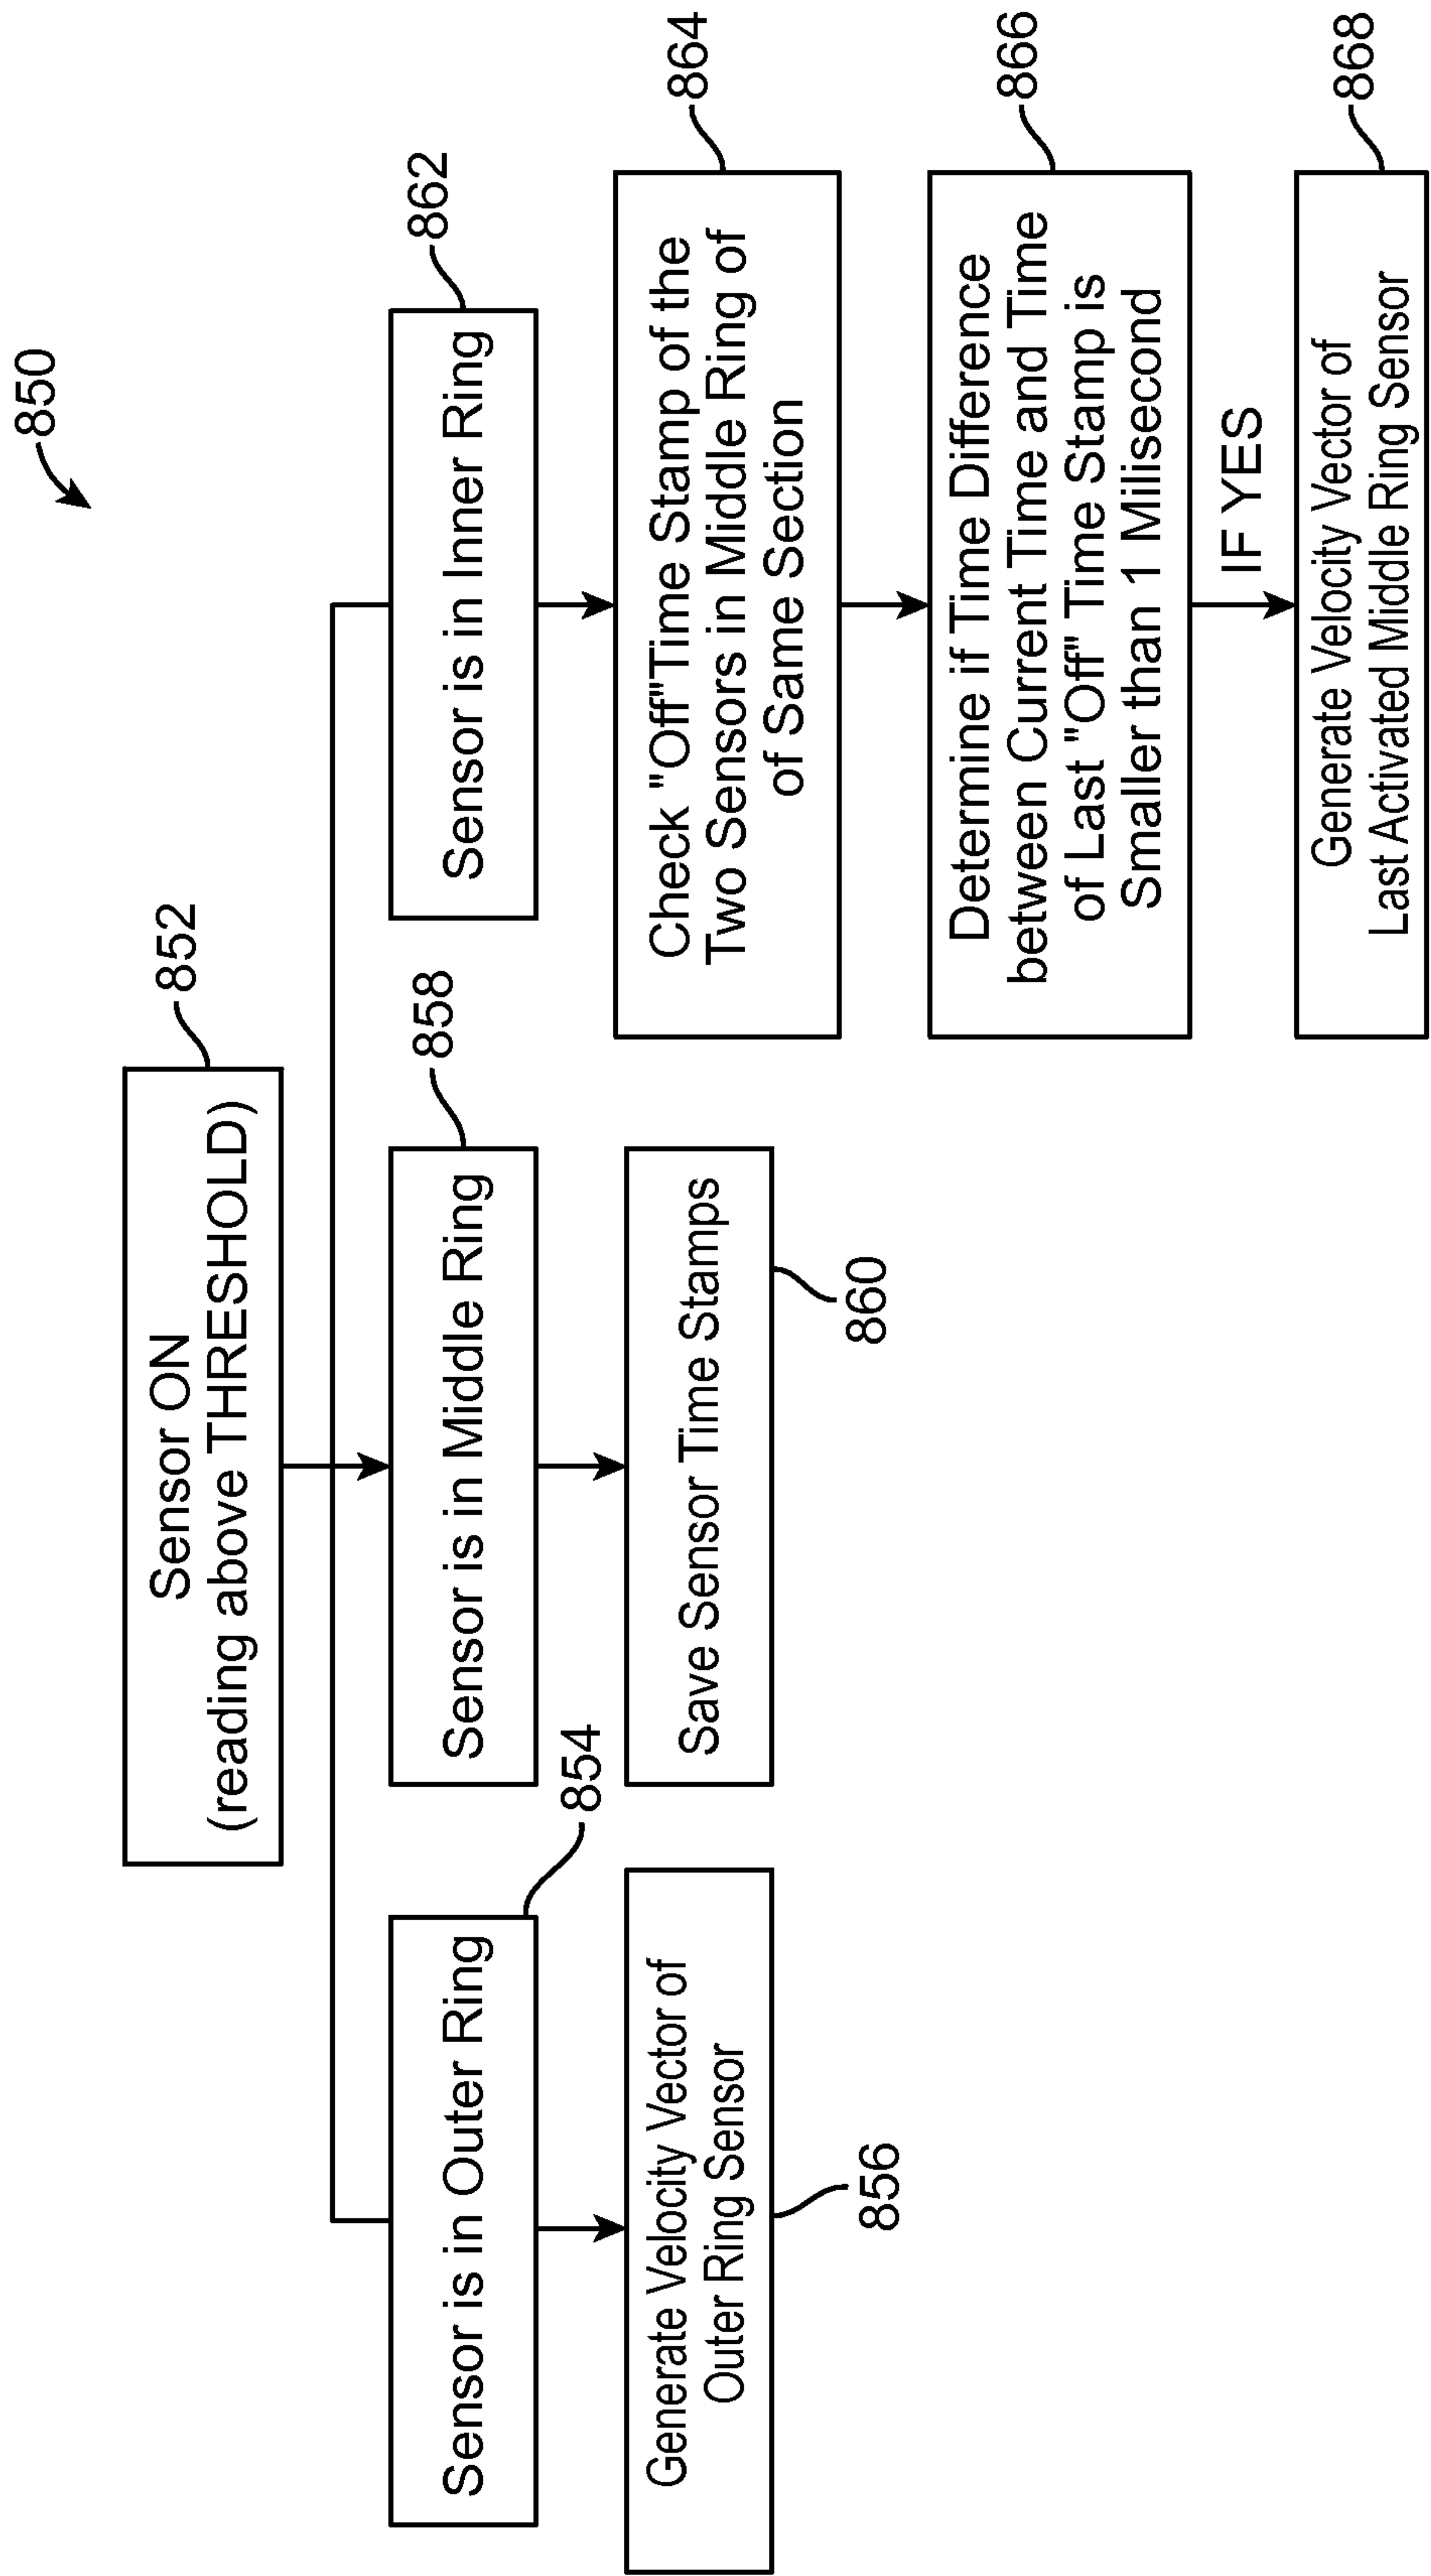 850
Sensor ON
(reading above THRESHOLD)
852
Sensor is in Outer Ring
854
Generate Velocity Vector of
Outer Ring Sensor
856
Sensor is in Middle Ring
858
Save Sensor Time Stamps
860
Sensor is in Inner Ring
862
Check "Off"Time Stamp of the
Two Sensors in Middle Ring of
of Same Section
864
Determine if Time Difference
between Current Time and Time
of Last "Off" Time Stamp is
Smaller than 1 Millisecond
866
IF YES
Generate Velocity Vector of
Last Activated Middle Ring Sensor
868